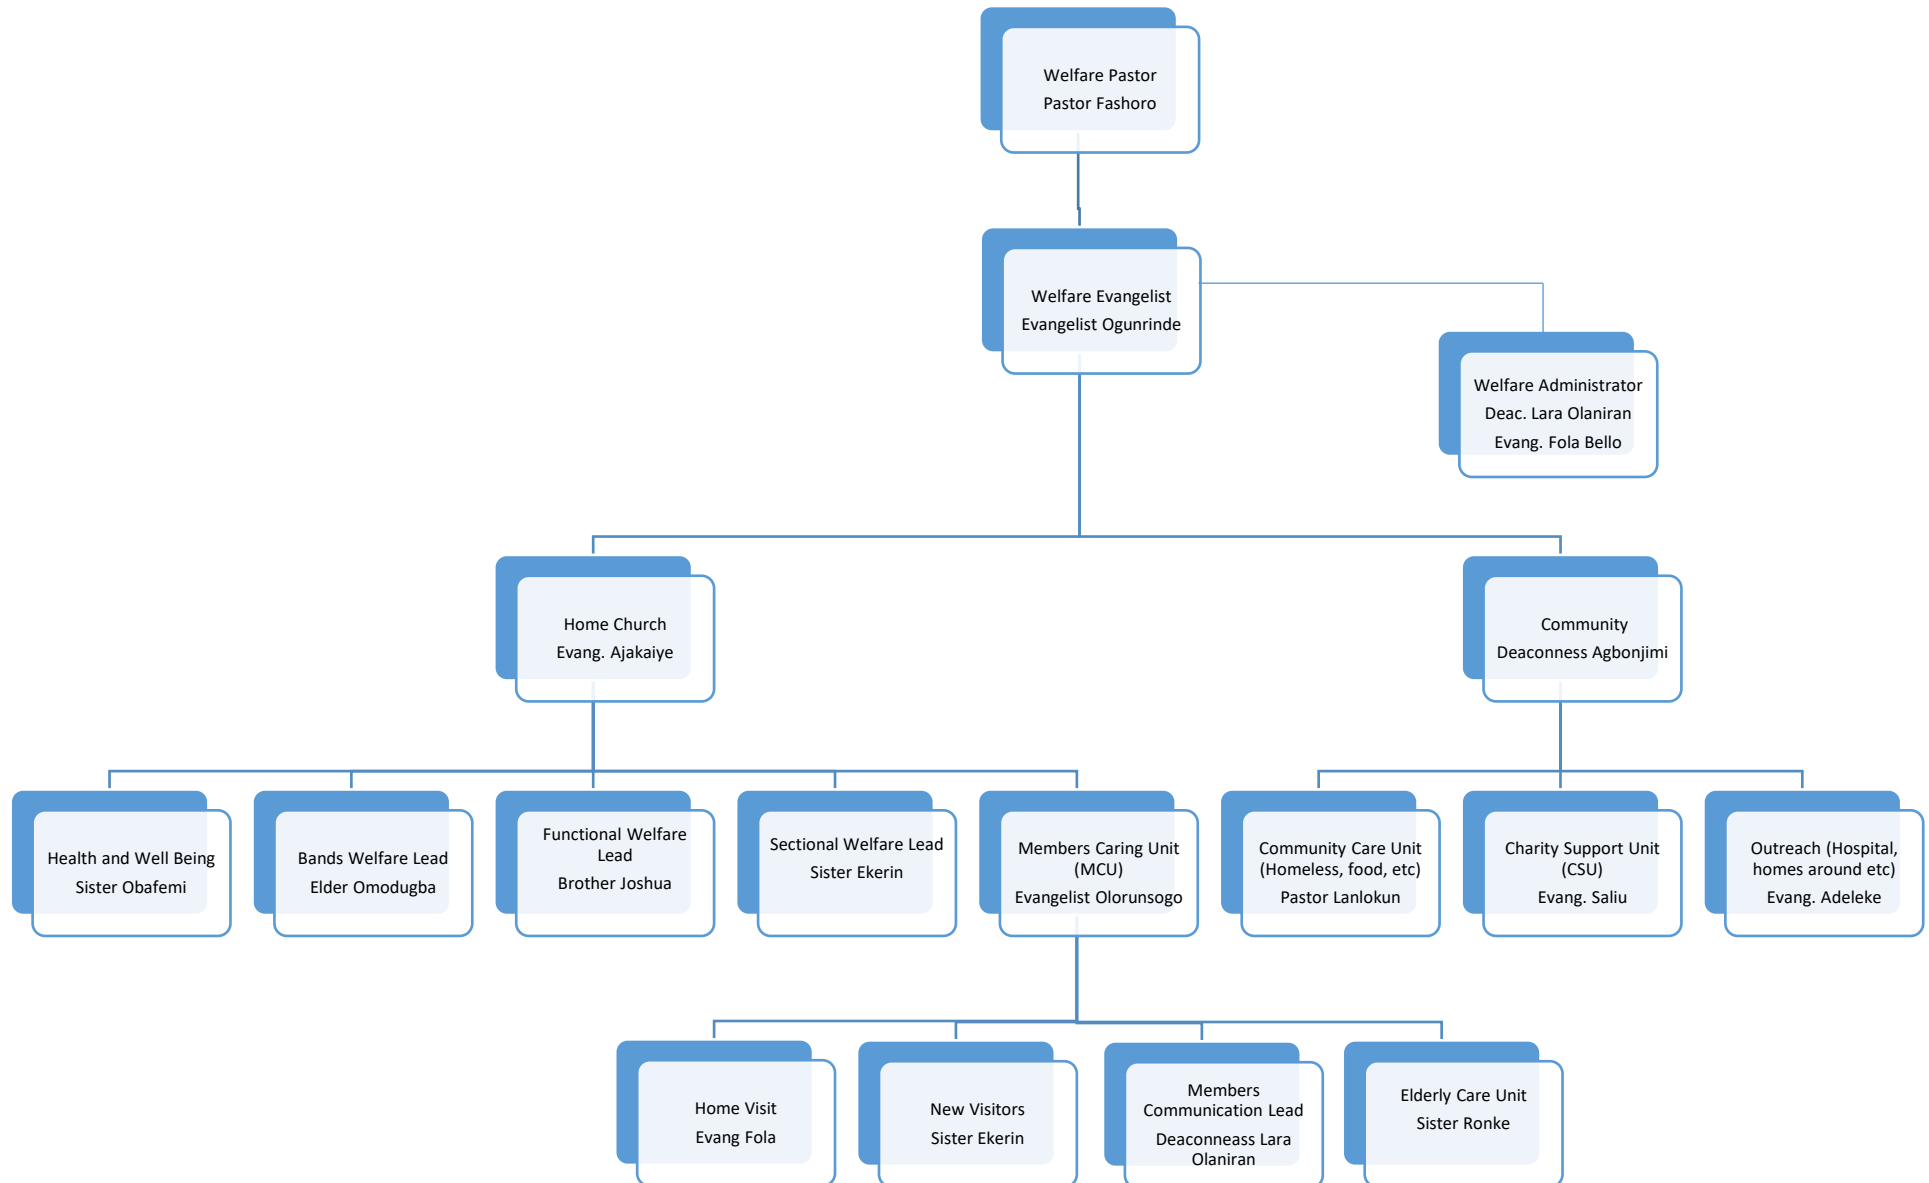 Welfare Pastor
Pastor Fashoro
Welfare Evangelist
Evangelist Ogunrinde
Welfare Administrator
Deac. Lara Olaniran
Evang. Fola Bello
Home Church
Evang. Ajakaiye
Community
Deaconness Agbonjimi
Health and Well Being
Sister Obafemi
Bands Welfare Lead
Elder Omodugba
Functional Welfare
Lead
Brother Joshua
Sectional Welfare Lead
Sister Ekerin
Members Caring Unit
(MCU)
Evangelist Olorunsogo
Community Care Unit
(Homeless, food, etc)
Pastor Lanlokun
Charity Support Unit
(CSU)
Evang. Saliu
Outreach (Hospital,
homes around etc)
Evang. Adeleke
Home Visit
Evang Fola
New Visitors
Sister Ekerin
Members
Communication Lead
Deaconneass Lara
Olaniran
Elderly Care Unit
Sister Ronke